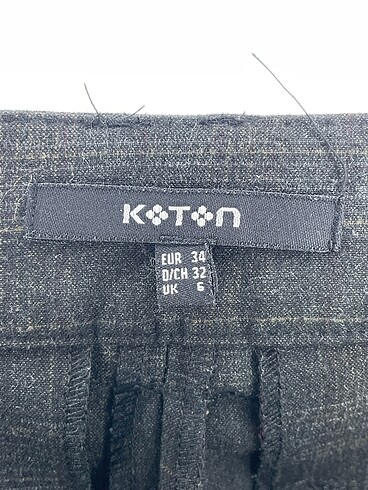 KOTON
EUR 34
D/CH 32
UK 6